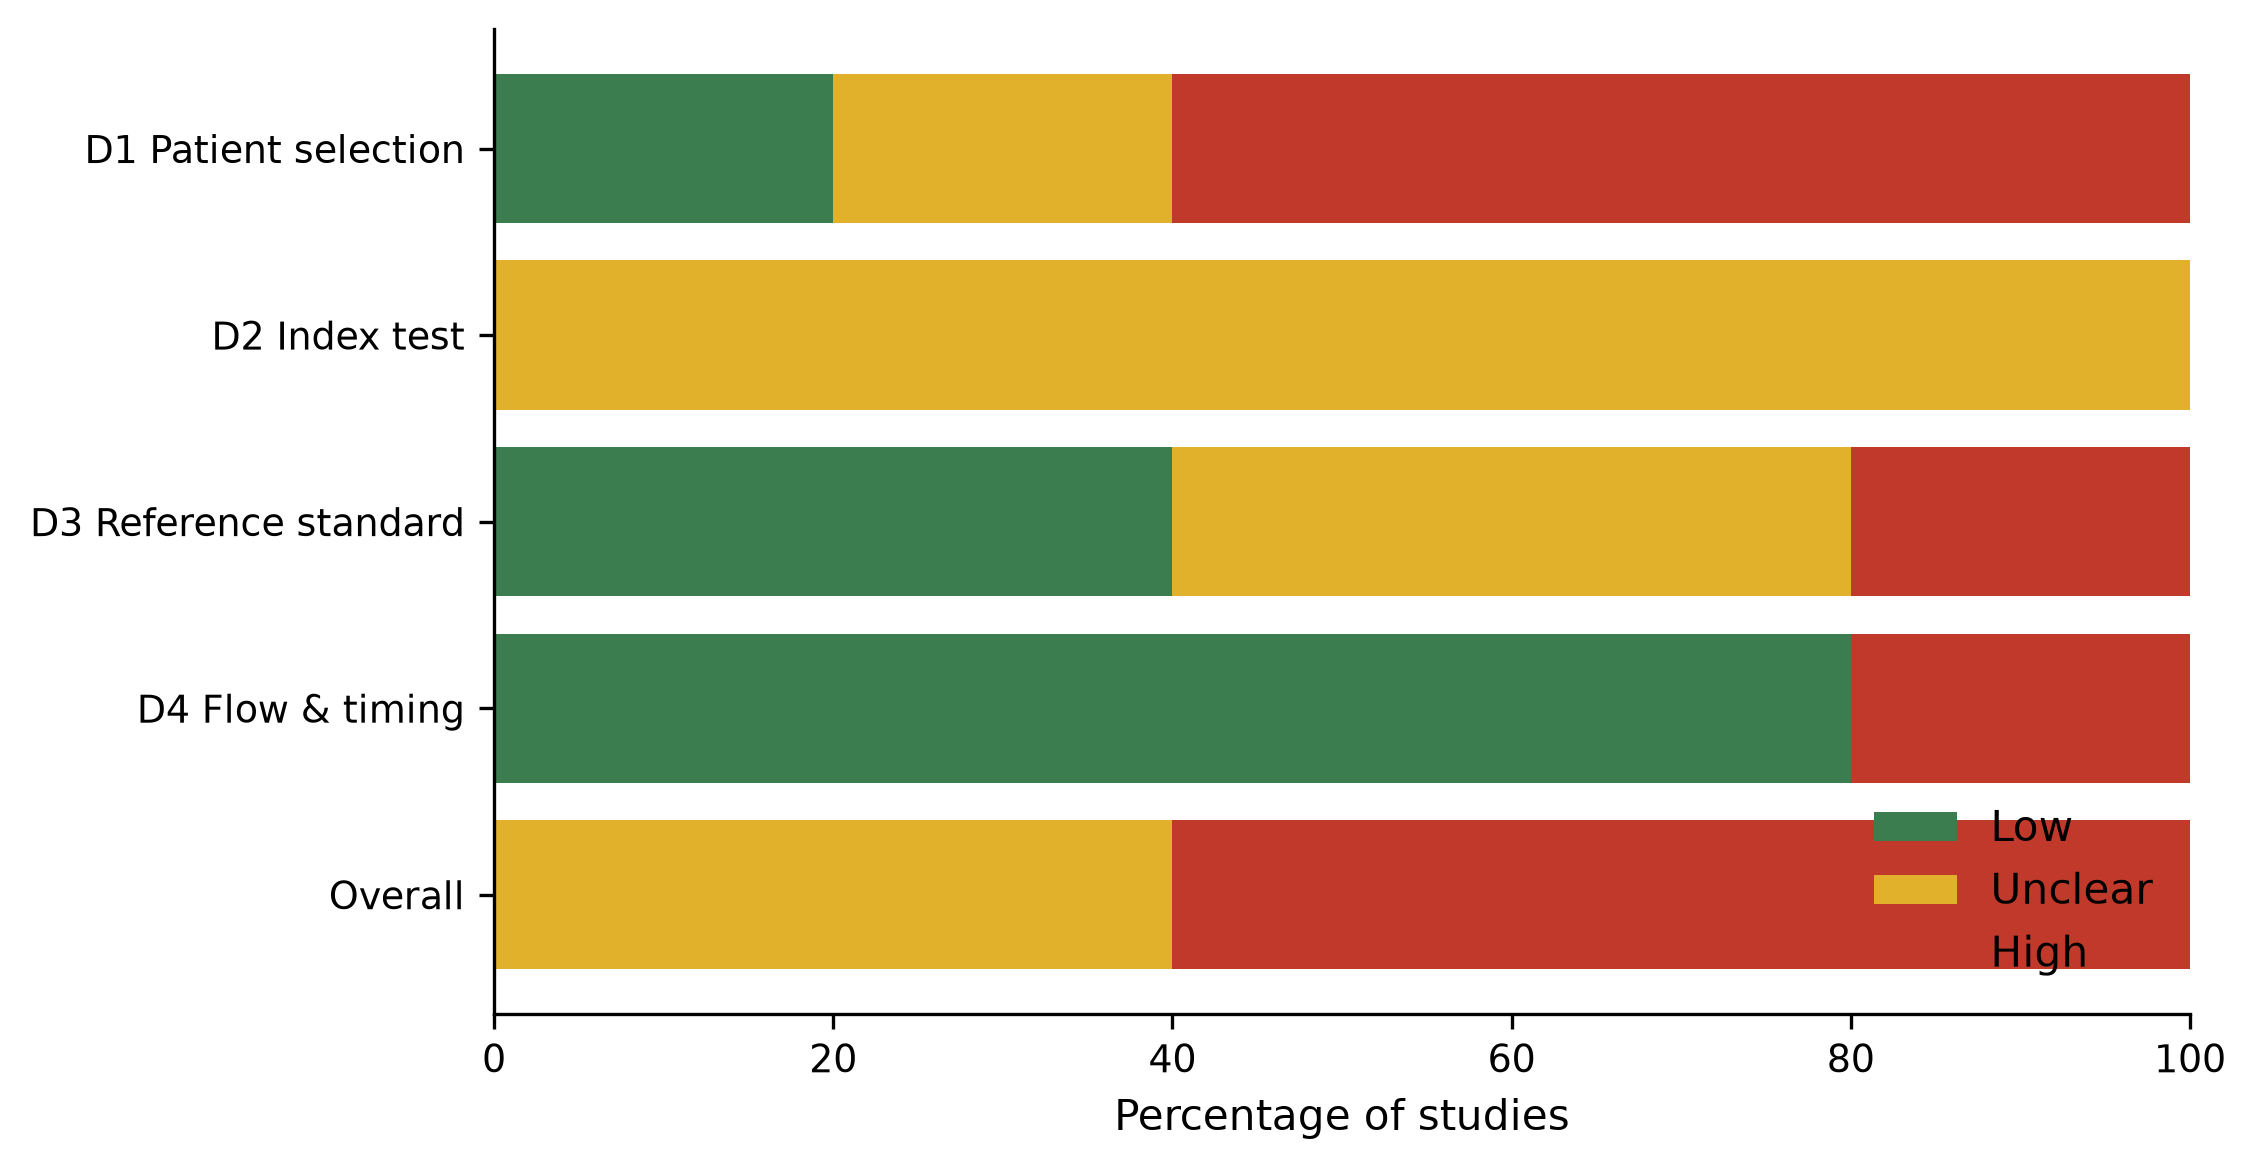 D1 Patient selection
D2 Index test
D3 Reference standard
D4 Flow & timing
Overall
Low
Unclear
High
0 20 40 60 80 100
Percentage of studies